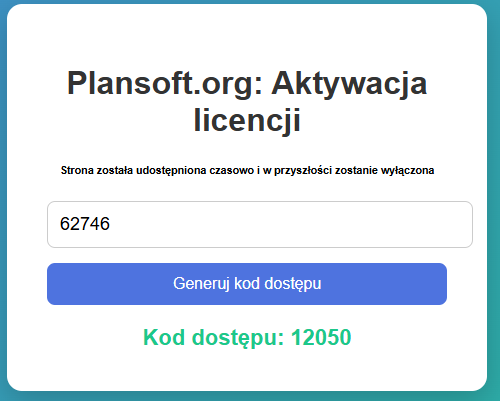 Plansoft.org: Aktywacja
licencji
Strona została udostępniona czasowo i w przyszłości zostanie wyłączona
62746
Generuj kod dostępu
Kod dostępu: 12050